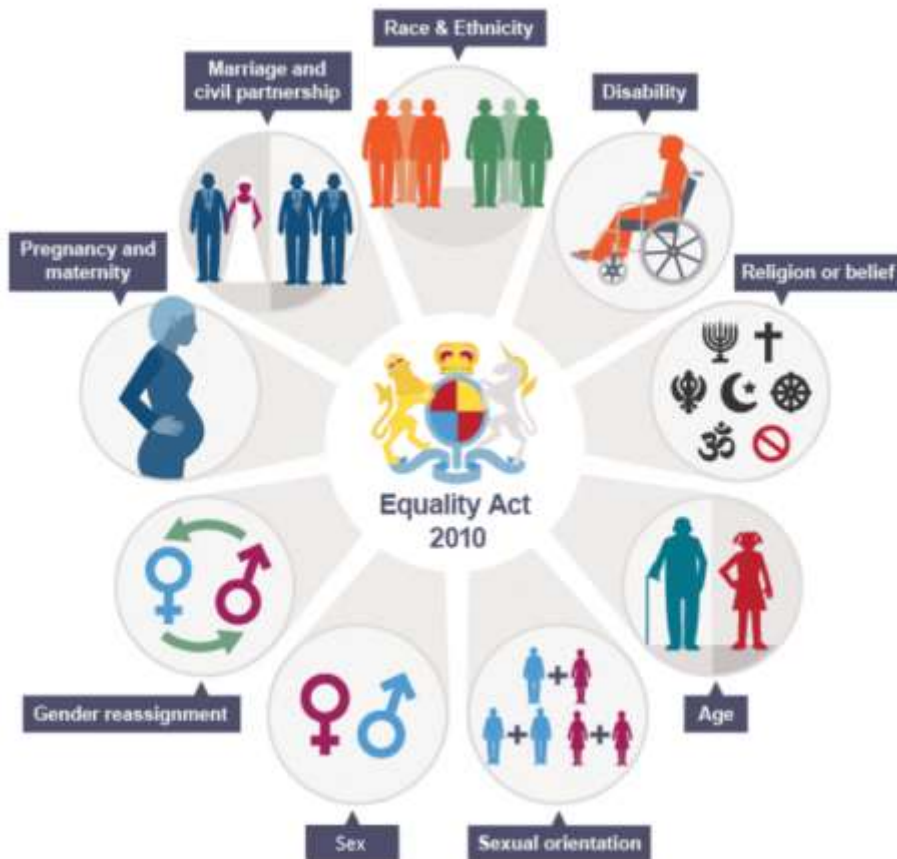 Race & Ethnicity
Marriage and
civil partnership
Disability
Pregnancy and
maternity
Religion or belief
Equality Act
2010
Gender reassignment
Age
Sex
Sexual orientation